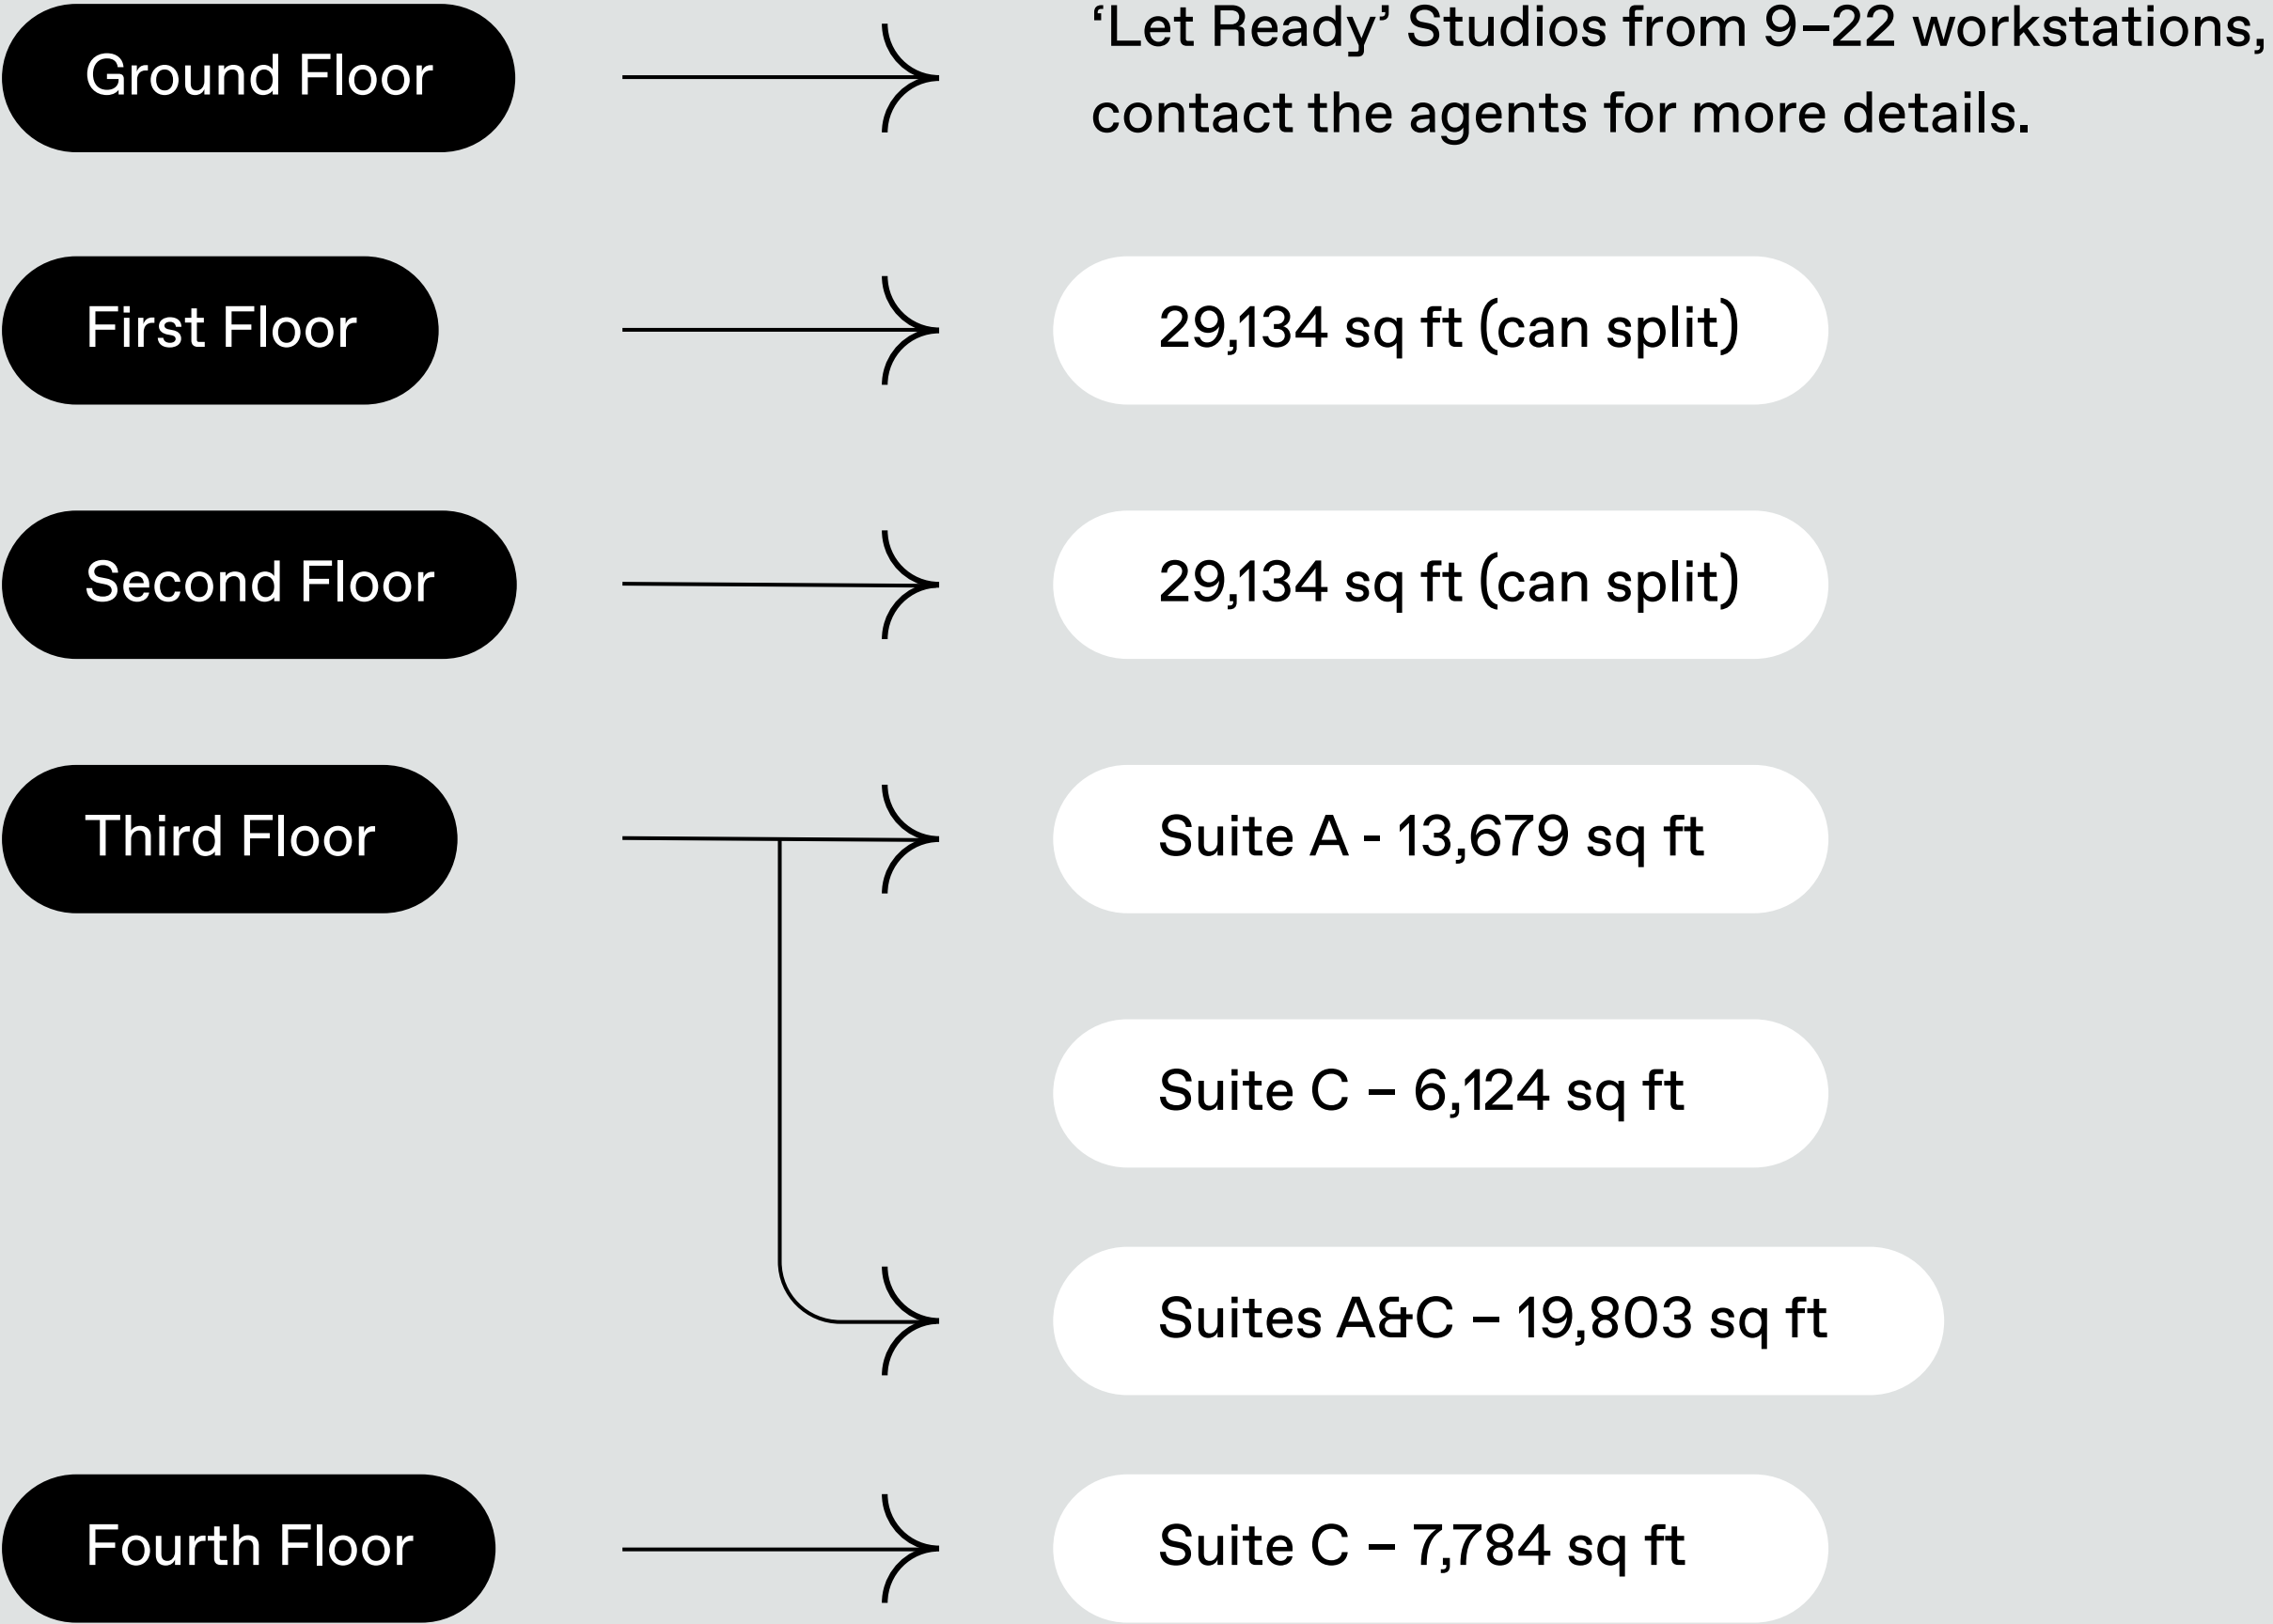 Ground Floor
‘Let Ready’ Studios from 9–22 workstations,
contact the agents for more details.
First Floor
29,134 sq ft (can split)
Second Floor
29,134 sq ft (can split)
Third Floor
Suite A - 13,679 sq ft
Suite C – 6,124 sq ft
Suites A&C – 19,803 sq ft
Fourth Floor
Suite C – 7,784 sq ft